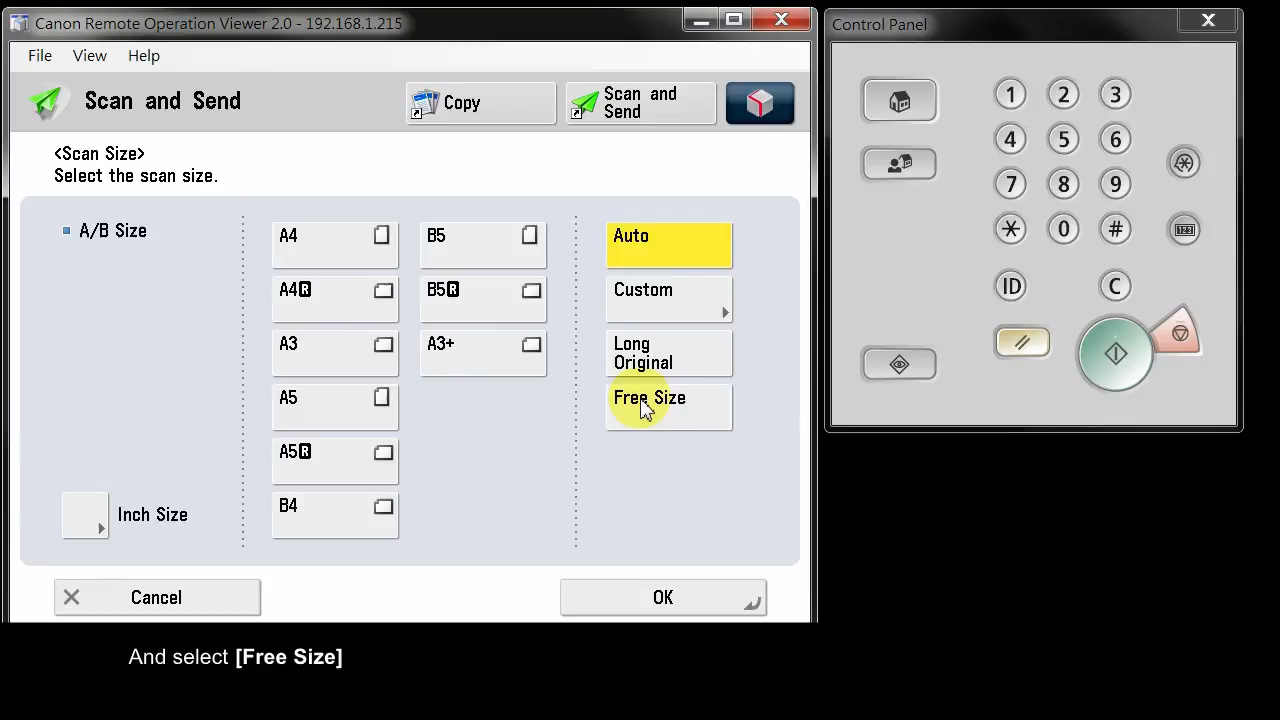 Canon Remote Operation Viewer 2.0 - 192.168.1.215
File View Help
Scan and Send
Copy
Scan and
Send
<Scan Size>
Select the scan size.
A/B Size
A4
B5
Auto
A4R
B5R
Custom
A3
A3+
Long
Original
A5
Free Size
A5R
B4
Inch Size
Cancel
OK
And select [Free Size]
Control Panel
1 2 3
4 5 6
7 8 9
* 0 #
ID C